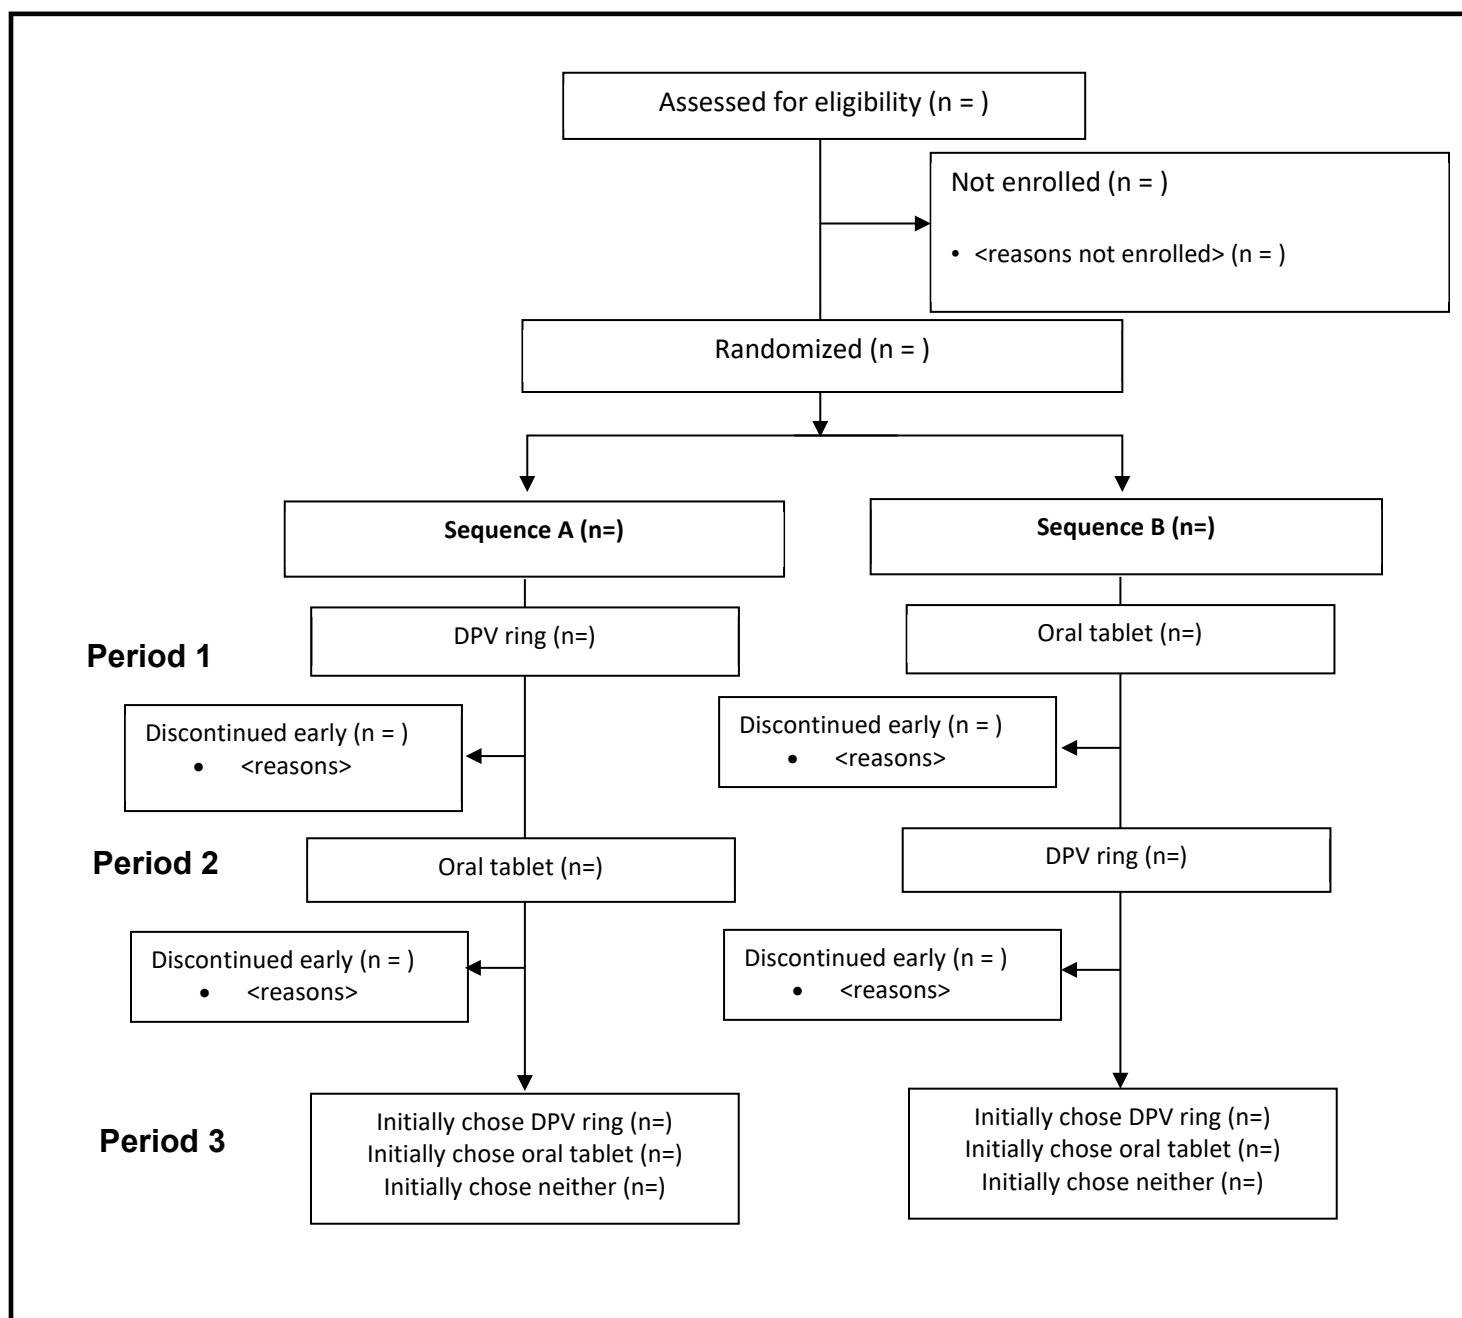 Assessed for eligibility (n = )
Not enrolled (n = )
• <reasons not enrolled> (n = )
Randomized (n = )
Sequence A (n=)
Sequence B (n=)
Period 1
DPV ring (n=)
Oral tablet (n=)
Discontinued early (n = )
• <reasons>
Discontinued early (n = )
• <reasons>
Period 2
Oral tablet (n=)
DPV ring (n=)
Discontinued early (n = )
• <reasons>
Discontinued early (n = )
• <reasons>
Period 3
Initially chose DPV ring (n=)
Initially chose oral tablet (n=)
Initially chose neither (n=)
Initially chose DPV ring (n=)
Initially chose oral tablet (n=)
Initially chose neither (n=)